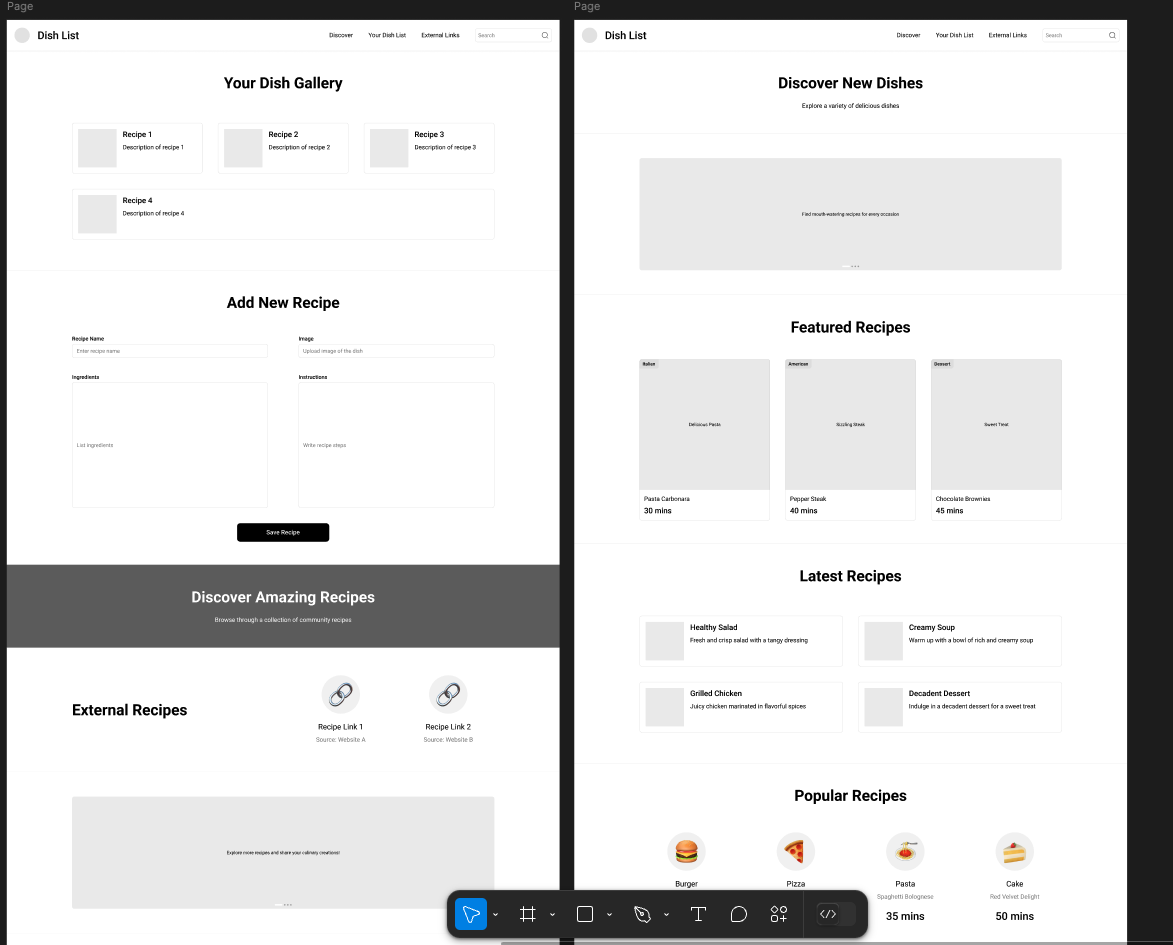 Page
Dish List
Discover
Your Dish List
External Links
Search
Your Dish Gallery
Recipe 1
Description of recipe 1
Recipe 2
Description of recipe 2
Recipe 3
Description of recipe 3
Recipe 4
Description of recipe 4
Add New Recipe
Recipe Name
Enter recipe name
Image
Upload image of the dish
Ingredients
List ingredients
Instructions
Write recipe steps
Save Recipe
Discover Amazing Recipes
Browse through a collection of community recipes
External Recipes
Recipe Link 1
Source: Website A
Recipe Link 2
Source: Website B
Explore more recipes and share your culinary creations!
Page
Dish List
Discover
Your Dish List
External Links
Search
Discover New Dishes
Explore a variety of delicious dishes
Find mouth-watering recipes for every occasion
Featured Recipes
Italian
Delicious Pasta
Pasta Carbonara
30 mins
American
Sizzling Steak
Pepper Steak
40 mins
Dessert
Sweet Treat
Chocolate Brownies
45 mins
Latest Recipes
Healthy Salad
Fresh and crisp salad with a tangy dressing
Creamy Soup
Warm up with a bowl of rich and creamy soup
Grilled Chicken
Juicy chicken marinated in flavorful spices
Decadent Dessert
Indulge in a decadent dessert for a sweet treat
Popular Recipes
Burger
Pizza
Pasta
Spaghetti Bolognese
35 mins
Cake
Red Velvet Delight
50 mins